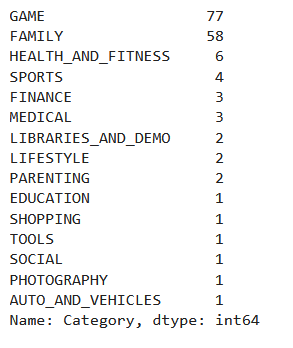 GAME 77
FAMILY 58
HEALTH_AND_FITNESS 6
SPORTS 4
FINANCE 3
MEDICAL 3
LIBRARIES_AND_DEMO 2
LIFESTYLE 2
PARENTING 2
EDUCATION 1
SHOPPING 1
TOOLS 1
SOCIAL 1
PHOTOGRAPHY 1
AUTO_AND_VEHICLES 1
Name: Category, dtype: int64